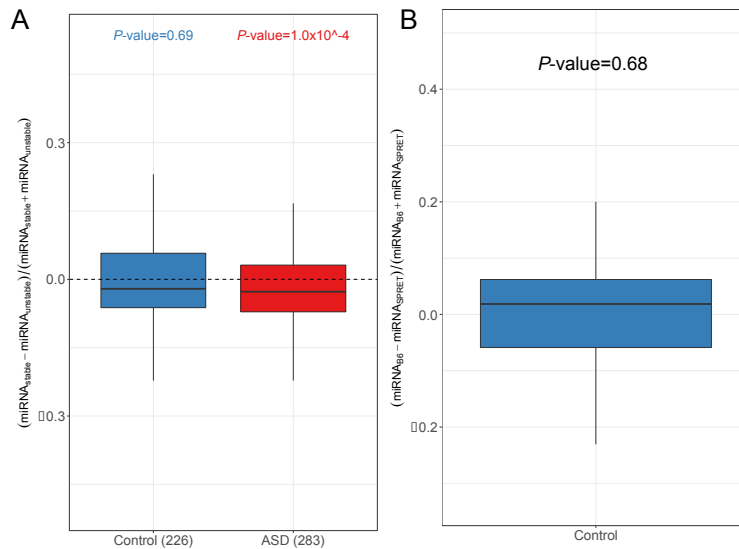 A
P-value=0.69
P-value=1.0x10^-4
(miRNAstable − miRNAunstable)/(miRNAstable + miRNAunstable)
0.3
0.0
▯0.3
Control (226)
ASD (283)
B
P-value=0.68
(miRNAB6 − miRNASPRET)/(miRNAB6 + miRNASPRET)
0.4
0.2
0.0
▯0.2
Control